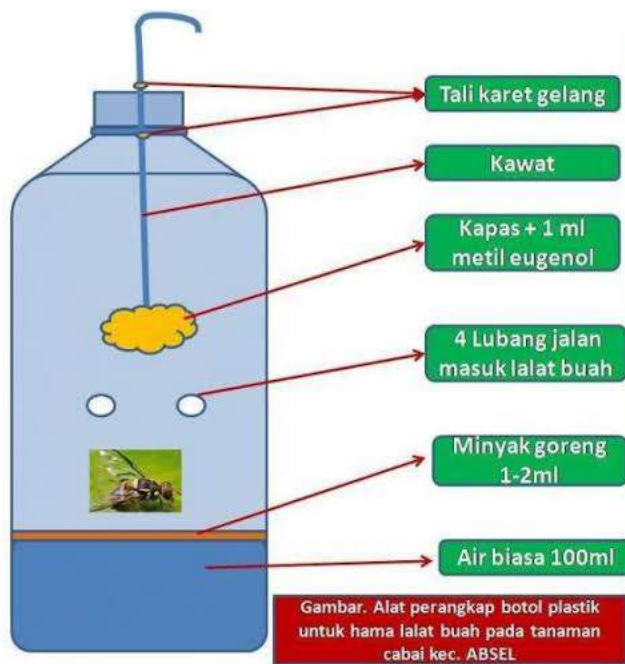 Tali karet gelang
Kawat
Kapas + 1 ml
metil eugenol
4 Lubang jalan
masuk lalat buah
Minyak goreng
1-2ml
Air biasa 100ml
Gambar. Alat perangkap botol plastik
untuk hama lalat buah pada tanaman
cabai kec. ABSEL